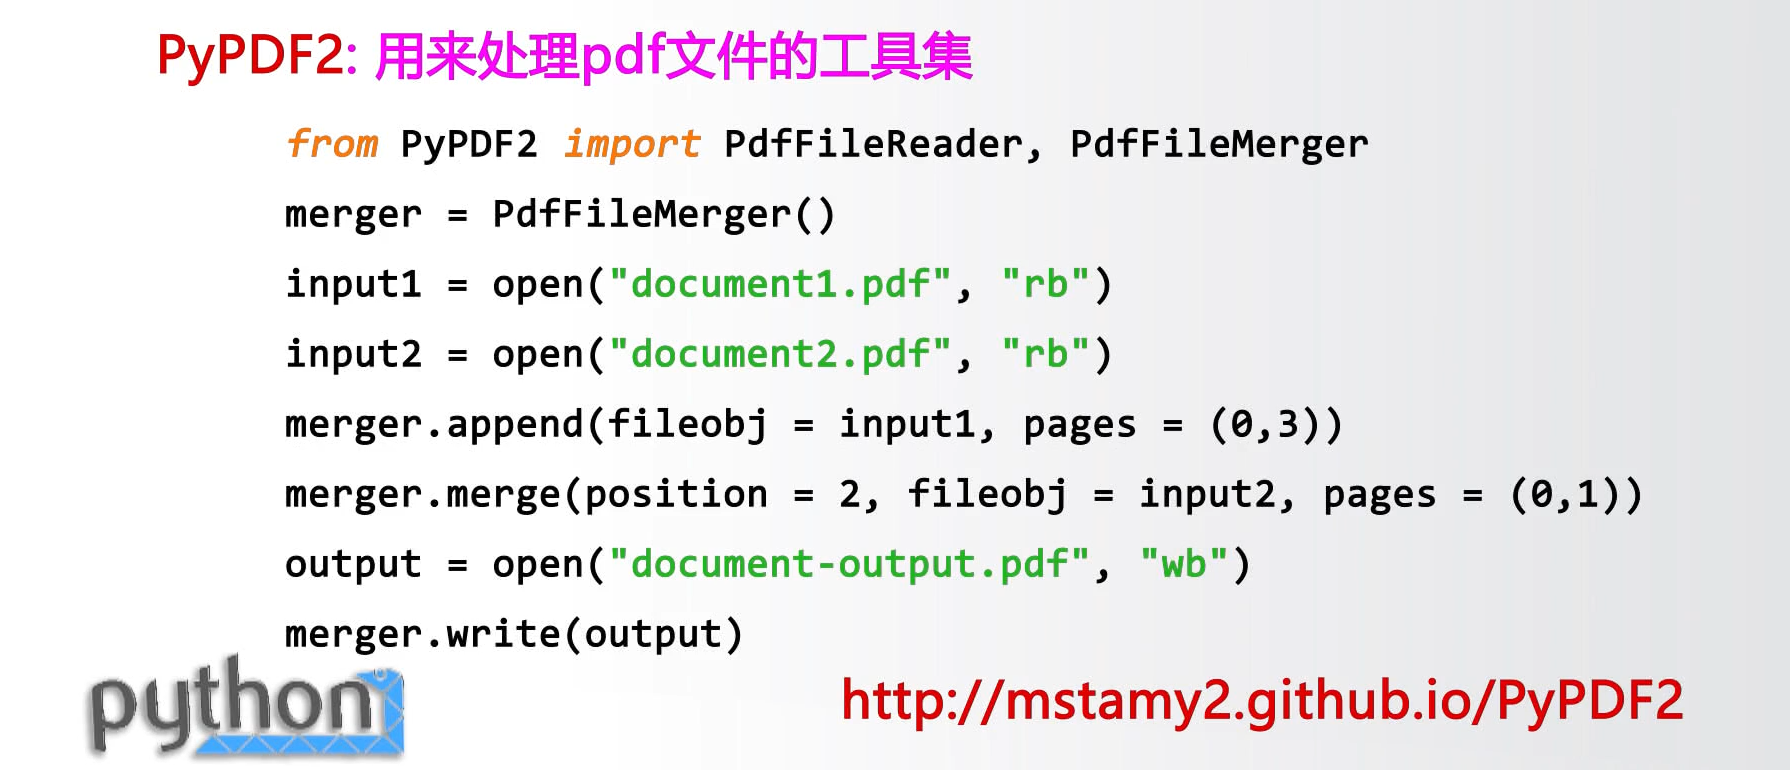 PyPDF2: 用来处理pdf文件的工具集
from PyPDF2 import PdfFileReader, PdfFileMerger
merger = PdfFileMerger()
input1 = open("document1.pdf", "rb")
input2 = open("document2.pdf", "rb")
merger.append(fileobj = input1, pages = (0,3))
merger.merge(position = 2, fileobj = input2, pages = (0,1))
output = open("document-output.pdf", "wb")
merger.write(output)
python
http://mstamy2.github.io/PyPDF2